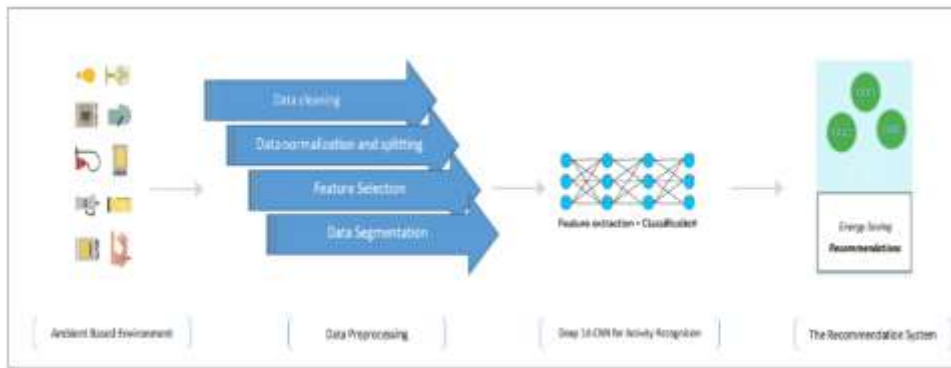 Data cleaning
Data normalization and splitting
Feature Selection
Data Segmentation
Feature extraction + Classification
Energy Saving
Recommendations
Ambient Based Environment
Data Preprocessing
Deep 1d-CNN for Activity Recognition
The Recommendation System